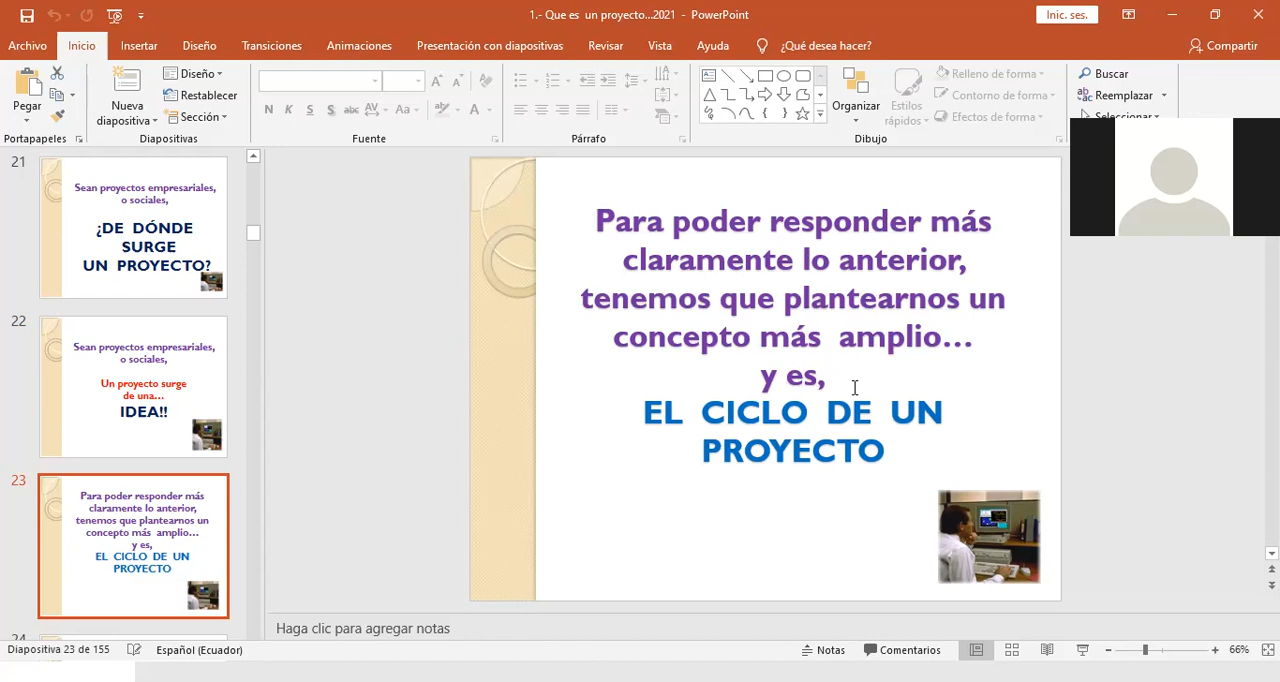 1.- Que es un proyecto...2021 - PowerPoint
Inic. ses.
Archivo Inicio Insertar Diseño Transiciones Animaciones Presentación con diapositivas Revisar Vista Ayuda ¿Qué desea hacer? Compartir
Pegar
Nueva
diapositiva
Diseño
Restablecer
Sección
N K S S abc AV Aa A
Organizar
Estilos
rápidos
Relleno de forma
Contorno de forma
Efectos de forma
Buscar
Reemplazar
Seleccionar
Portapapeles Diapositivas Fuente Párrafo Dibujo
21
Sean proyectos empresariales,
o sociales,
¿DE DÓNDE
SURGE
UN PROYECTO?
22
Sean proyectos empresariales,
o sociales,
Un proyecto surge
de una...
IDEA!!
23
Para poder responder más
claramente lo anterior,
tenemos que plantearnos un
concepto más amplio...
y es,
EL CICLO DE UN
PROYECTO
24
Para poder responder más
claramente lo anterior,
tenemos que plantearnos un
concepto más amplio...
y es,
EL CICLO DE UN
PROYECTO
Haga clic para agregar notas
Diapositiva 23 de 155 Español (Ecuador) Notas Comentarios 66%